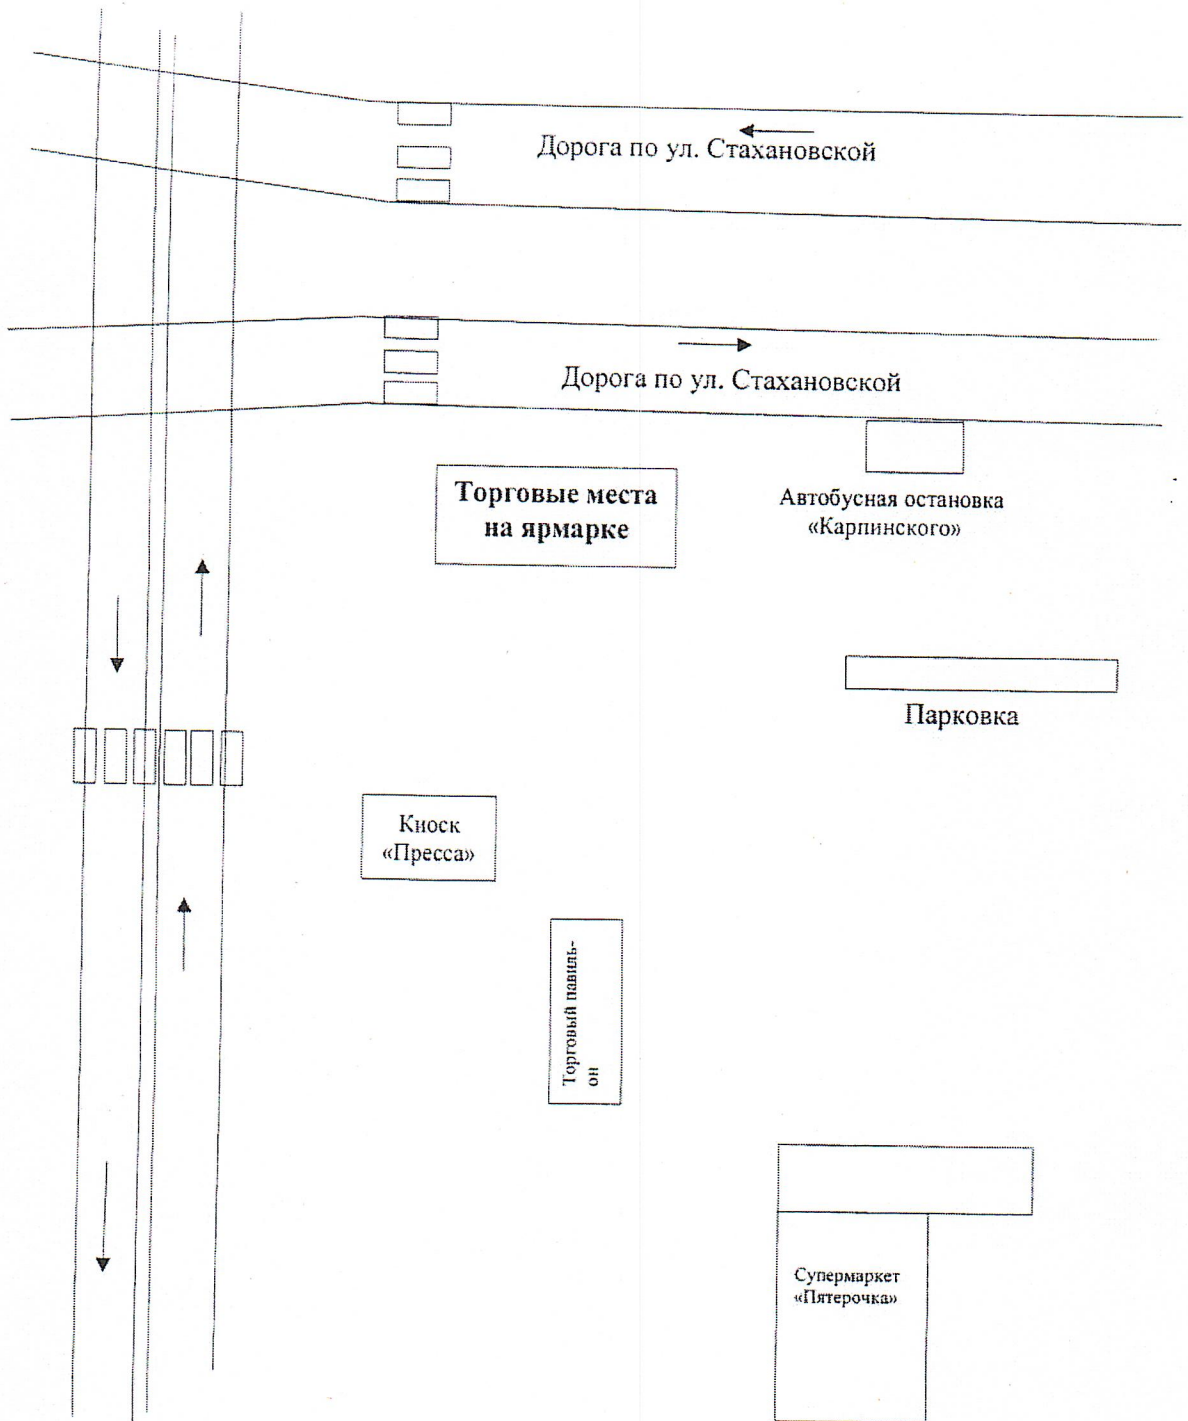 Дорога по ул. Стахановской
Дорога по ул. Стахановской
Торговые места
на ярмарке
Автобусная остановка
«Карпинского»
Парковка
Киоск
«Пресса»
Торговый павиль-
он
Супермаркет
«Пятерочка»